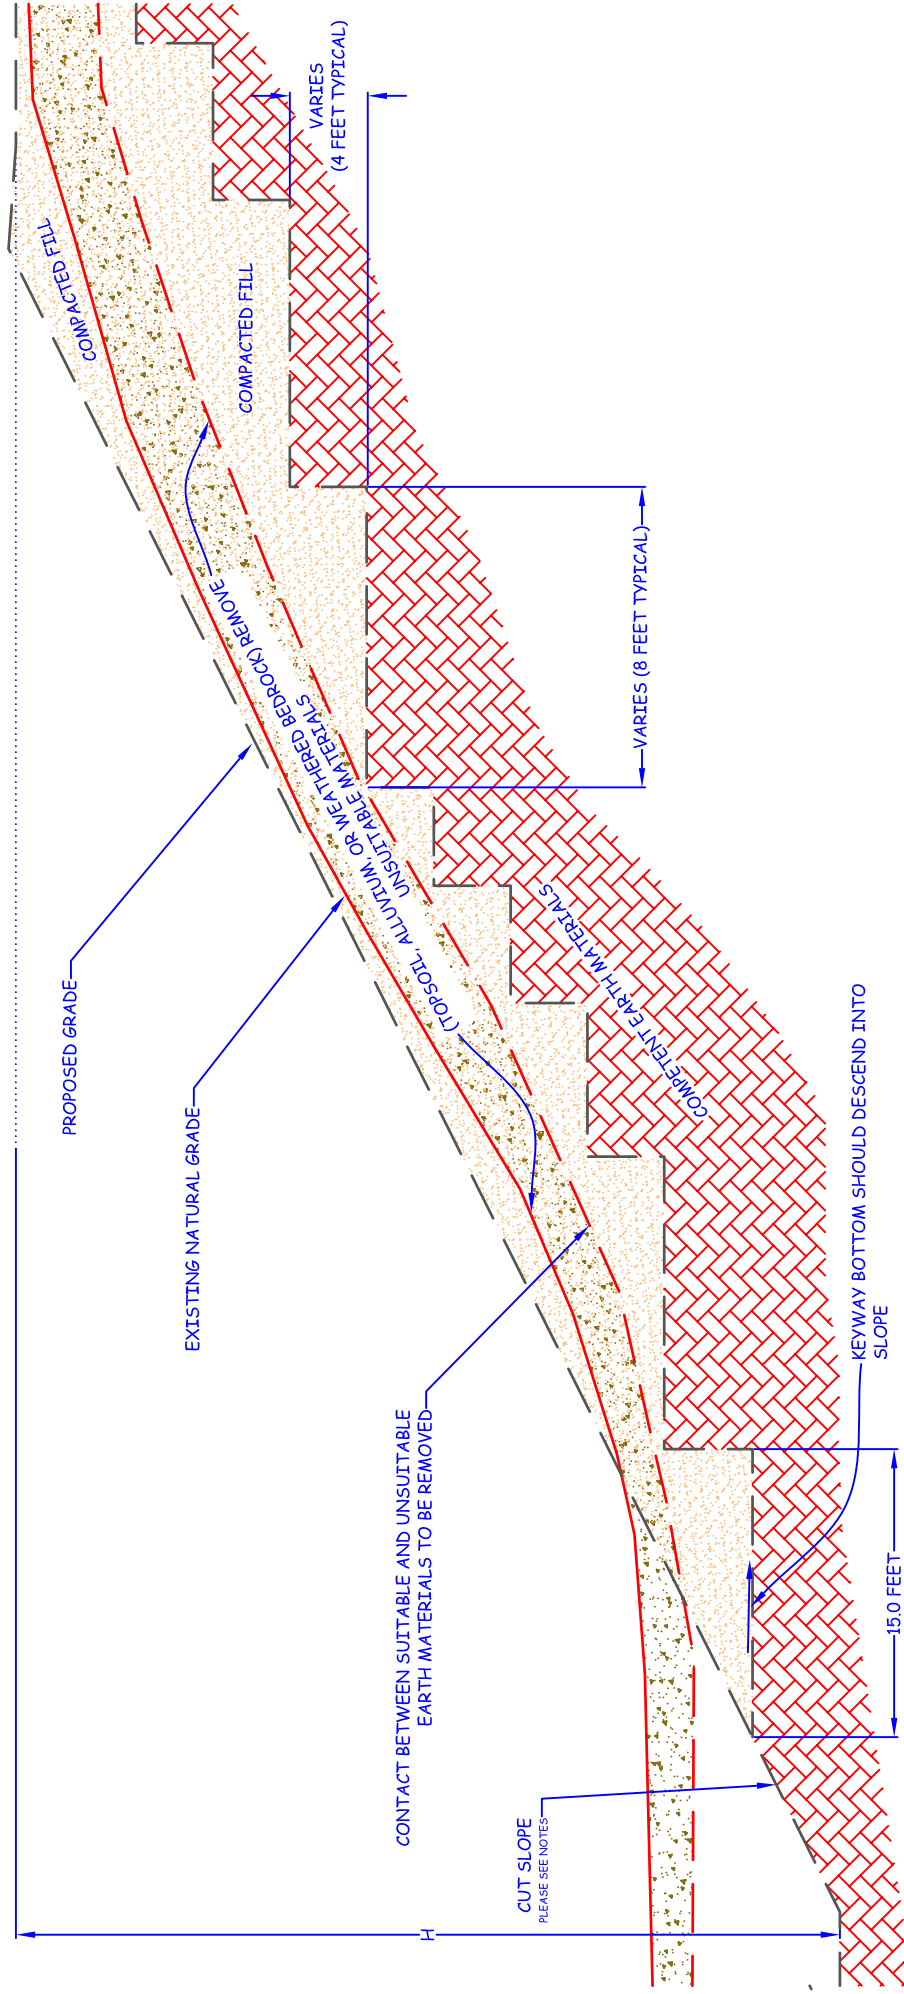 PROPOSED GRADE
EXISTING NATURAL GRADE
CONTACT BETWEEN SUITABLE AND UNSUITABLE
EARTH MATERIALS TO BE REMOVED
CUT SLOPE
PLEASE SEE NOTES
H
COMPACTED FILL
COMPACTED FILL
(TOPSOIL, ALLUVIUM, OR WEATHERED BEDROCK) REMOVE
UNSUITABLE MATERIALS
VARIES
(4 FEET TYPICAL)
VARIES (8 FEET TYPICAL)
COMPETENT EARTH MATERIALS
KEYWAY BOTTOM SHOULD DESCEND INTO
SLOPE
15.0 FEET